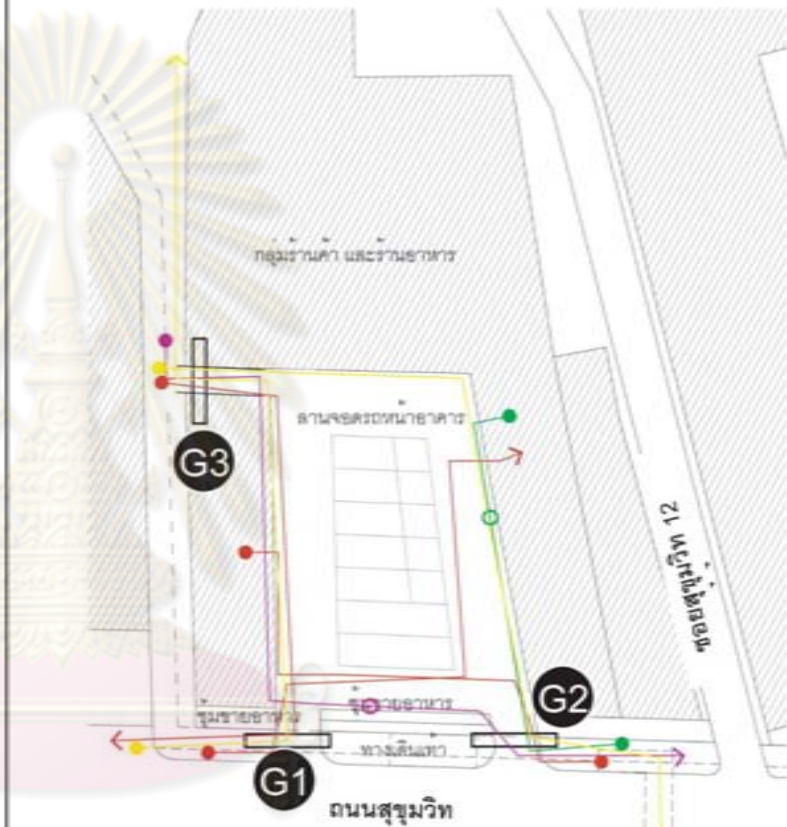 กลุ่มร้านค้า และร้านอาหาร
ลานจอดรถหน้าอาคาร
G3
ซอยสุขุมวิท 12
G2
ซุ้มขายอาหาร
ซุ้มขายอาหาร
ทางเดินเท้า
G1
ถนนสุขุมวิท